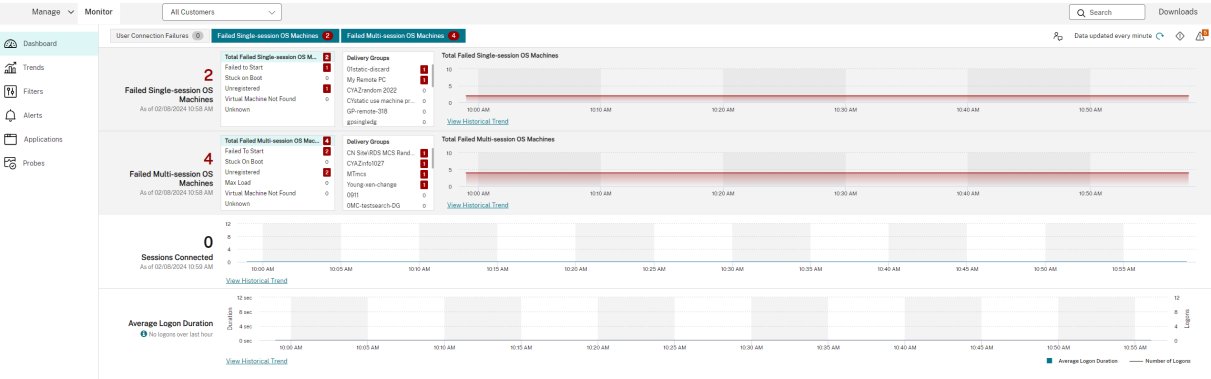 Manage Monitor All Customers Search Downloads
Dashboard
Trends
Filters
Alerts
Applications
Probes
User Connection Failures 0 Failed Single-session OS Machines 2 Failed Multi-session OS Machines 4
Data updated every minute
2
Failed Single-session OS
Machines
As of 02/08/2024 10:58 AM
Total Failed Single-session OS M... 2
Failed to Start 1
Stuck on Boot 0
Unregistered 1
Virtual Machine Not Found 0
Unknown
Delivery Groups
01static-discard 1
My Remote PC 1
CYAZrandom 2022 0
CYstatic use machine pr... 0
GP-remote-318 0
gpsingledg 0
Total Failed Single-session OS Machines
10
5
0
10:00 AM 10:10 AM 10:20 AM 10:30 AM 10:40 AM 10:50 AM
View Historical Trend
4
Failed Multi-session OS
Machines
As of 02/08/2024 10:58 AM
Total Failed Multi-session OS Mac... 4
Failed To Start 2
Stuck On Boot 0
Unregistered 2
Max Load 0
Virtual Machine Not Found 0
Unknown
Delivery Groups
CN Site\RDS MCS Rand... 1
CYAZinfo1027 1
MTmcs 1
Young-xen-change 1
0911 0
0MC-testsearch-DG 0
Total Failed Multi-session OS Machines
10
5
0
10:00 AM 10:10 AM 10:20 AM 10:30 AM 10:40 AM 10:50 AM
View Historical Trend
0
Sessions Connected
As of 02/08/2024 10:59 AM
12
8
4
0
10:00 AM 10:05 AM 10:10 AM 10:15 AM 10:20 AM 10:25 AM 10:30 AM 10:35 AM 10:40 AM 10:45 AM 10:50 AM 10:55 AM
View Historical Trend
Average Logon Duration
No logons over last hour
Duration
12 sec
8 sec
4 sec
0 sec
10:00 AM 10:05 AM 10:10 AM 10:15 AM 10:20 AM 10:25 AM 10:30 AM 10:35 AM 10:40 AM 10:45 AM 10:50 AM 10:55 AM
12
8
4
0
Logons
View Historical Trend
Average Logon Duration Number of Logons